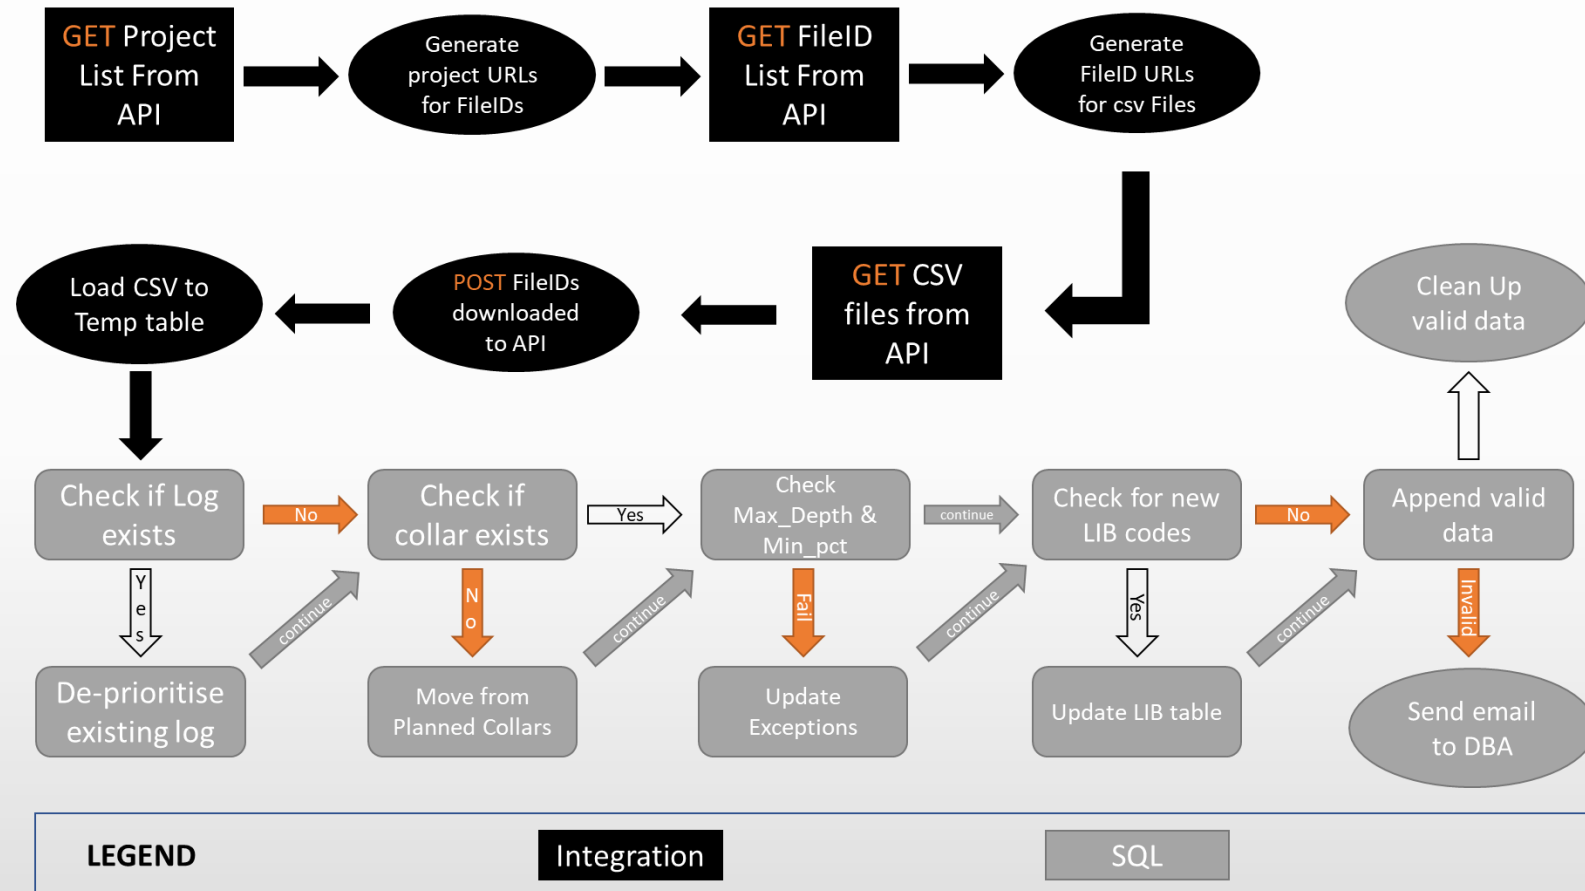 GET Project
List From
API
Generate
project URLs
for FileIDs
GET FileID
List From
API
Generate
FileID URLs
for csv Files
Load CSV to
Temp table
POST FileIDs
downloaded
to API
GET CSV
files from
API
Clean Up
valid data
Check if Log
exists
No
Check if
collar exists
Yes
Check
Max_Depth &
Min_pct
continue
Check for new
LIB codes
No
Append valid
data
Yes
continue
No
continue
Fail
continue
Yes
continue
Invalid
De-prioritise
existing log
Move from
Planned Collars
Update
Exceptions
Update LIB table
Send email
to DBA
LEGEND
Integration
SQL